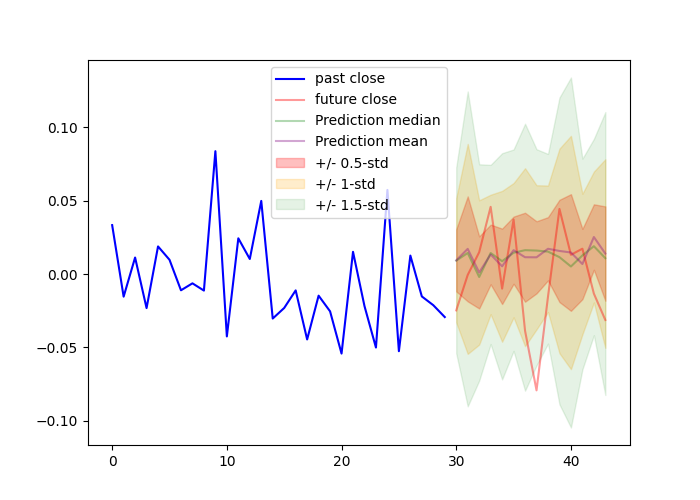 past close
future close
Prediction median
Prediction mean
+/- 0.5-std
+/- 1-std
+/- 1.5-std
0.10
0.05
0.00
−0.05
−0.10
0
10
20
30
40